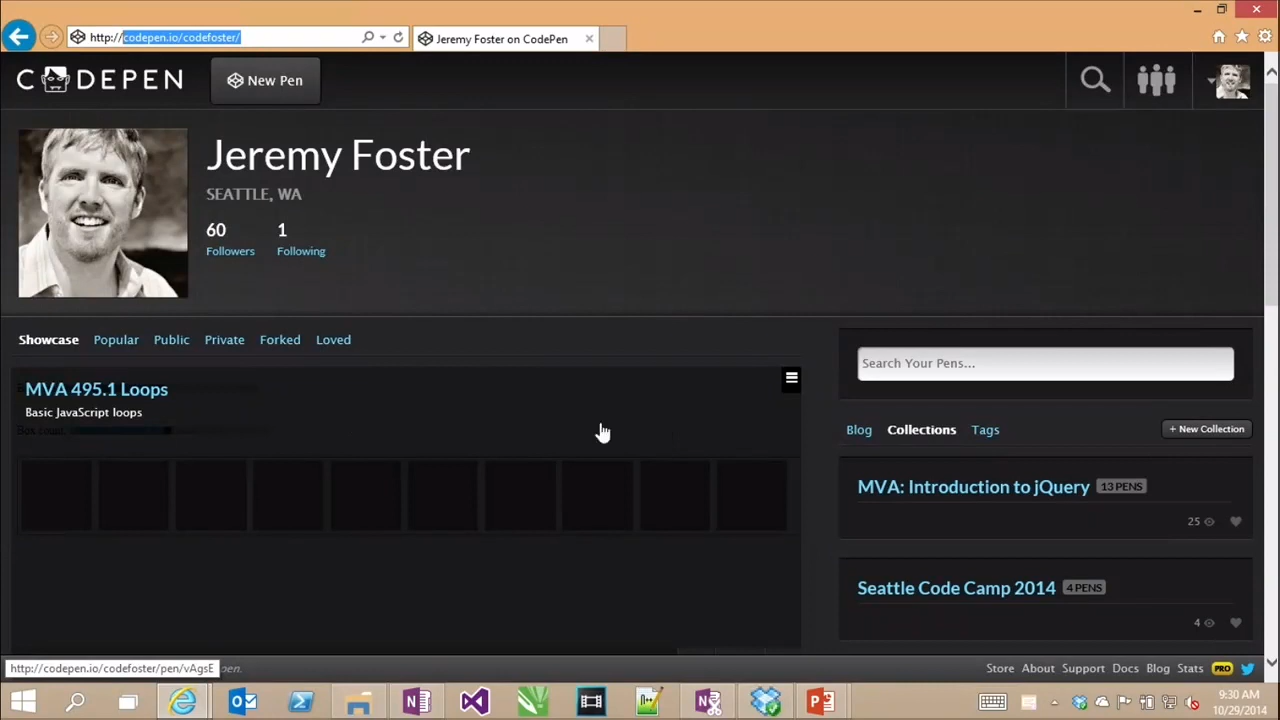 http://codepen.io/codefoster/
Jeremy Foster on CodePen
CODEPEN
New Pen
Jeremy Foster
SEATTLE, WA
60
Followers
1
Following
Showcase
Popular
Public
Private
Forked
Loved
MVA 495.1 Loops
Basic JavaScript loops
Box count:
Search Your Pens...
Blog
Collections
Tags
+ New Collection
MVA: Introduction to jQuery
13 PENS
25
Seattle Code Camp 2014
4 PENS
4
http://codepen.io/codefoster/pen/vAgsE
pen.
Store
About
Support
Docs
Blog
Stats
PRO
9:30 AM
10/29/2014